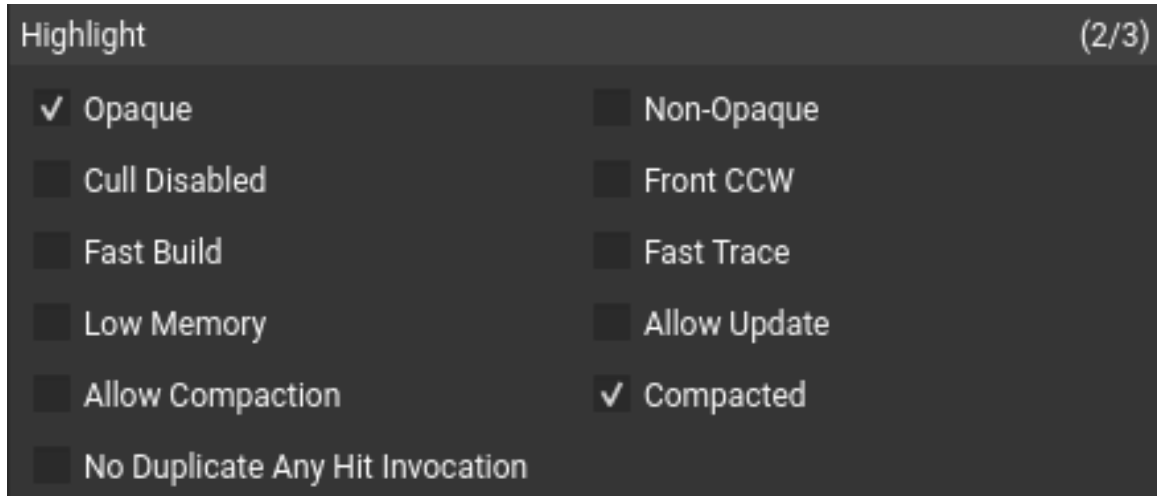 Highlight (2/3)
Opaque Non-Opaque
Cull Disabled Front CCW
Fast Build Fast Trace
Low Memory Allow Update
Allow Compaction Compacted
No Duplicate Any Hit Invocation